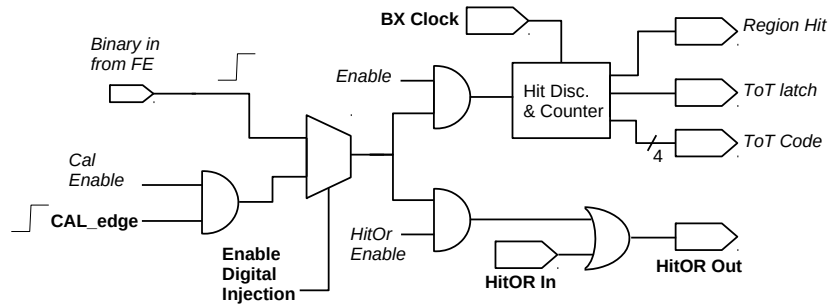 BX Clock
Region Hit
Binary in
from FE
Enable
Hit Disc.
& Counter
ToT latch
ToT Code
4
Cal
Enable
CAL_edge
HitOr
Enable
Enable
Digital
Injection
HitOR In
HitOR Out